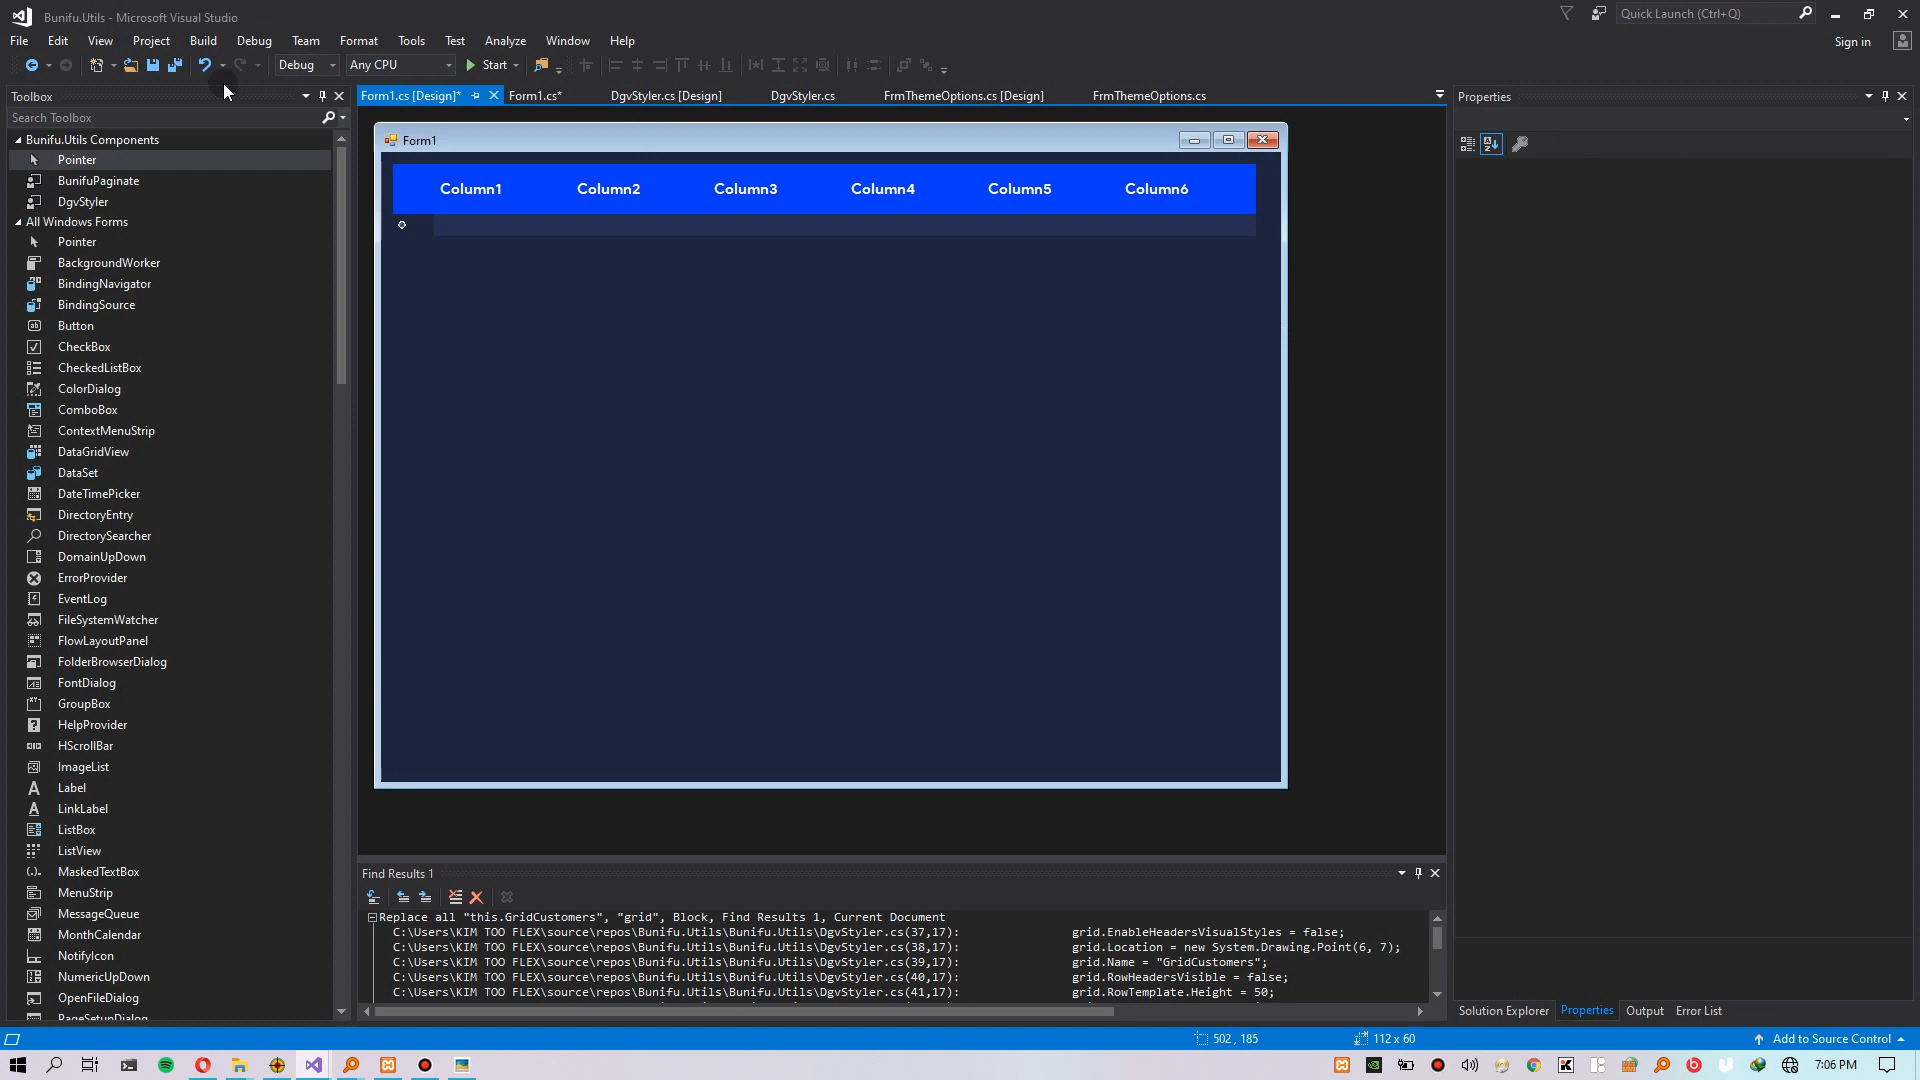 Bunifu.Utils - Microsoft Visual Studio
Quick Launch (Ctrl+Q)
File Edit View Project Build Debug Team Format Tools Test Analyze Window Help
Sign in
Debug Any CPU Start
Toolbox
Form1.cs [Design]* Form1.cs* DgvStyler.cs [Design] DgvStyler.cs FrmThemeOptions.cs [Design] FrmThemeOptions.cs
Properties
Search Toolbox
Bunifu.Utils Components
Pointer
BunifuPaginate
DgvStyler
All Windows Forms
Pointer
BackgroundWorker
BindingNavigator
BindingSource
Button
CheckBox
CheckedListBox
ColorDialog
ComboBox
ContextMenuStrip
DataGridView
DataSet
DateTimePicker
DirectoryEntry
DirectorySearcher
DomainUpDown
ErrorProvider
EventLog
FileSystemWatcher
FlowLayoutPanel
FolderBrowserDialog
FontDialog
GroupBox
HelpProvider
HScrollBar
ImageList
Label
LinkLabel
ListBox
ListView
MaskedTextBox
MenuStrip
MessageQueue
MonthCalendar
NotifyIcon
NumericUpDown
OpenFileDialog
PageSetupDialog
Form1
Column1 Column2 Column3 Column4 Column5 Column6
Find Results 1
Replace all "this.GridCustomers", "grid", Block, Find Results 1, Current Document
C:\Users\KIM TOO FLEX\source\repos\Bunifu.Utils\Bunifu.Utils\DgvStyler.cs(37,17): grid.EnableHeadersVisualStyles = false;
C:\Users\KIM TOO FLEX\source\repos\Bunifu.Utils\Bunifu.Utils\DgvStyler.cs(38,17): grid.Location = new System.Drawing.Point(6, 7);
C:\Users\KIM TOO FLEX\source\repos\Bunifu.Utils\Bunifu.Utils\DgvStyler.cs(39,17): grid.Name = "GridCustomers";
C:\Users\KIM TOO FLEX\source\repos\Bunifu.Utils\Bunifu.Utils\DgvStyler.cs(40,17): grid.RowHeadersVisible = false;
C:\Users\KIM TOO FLEX\source\repos\Bunifu.Utils\Bunifu.Utils\DgvStyler.cs(41,17): grid.RowTemplate.Height = 50;
Solution Explorer Properties Output Error List
502 , 185 112 x 60 Add to Source Control
7:06 PM